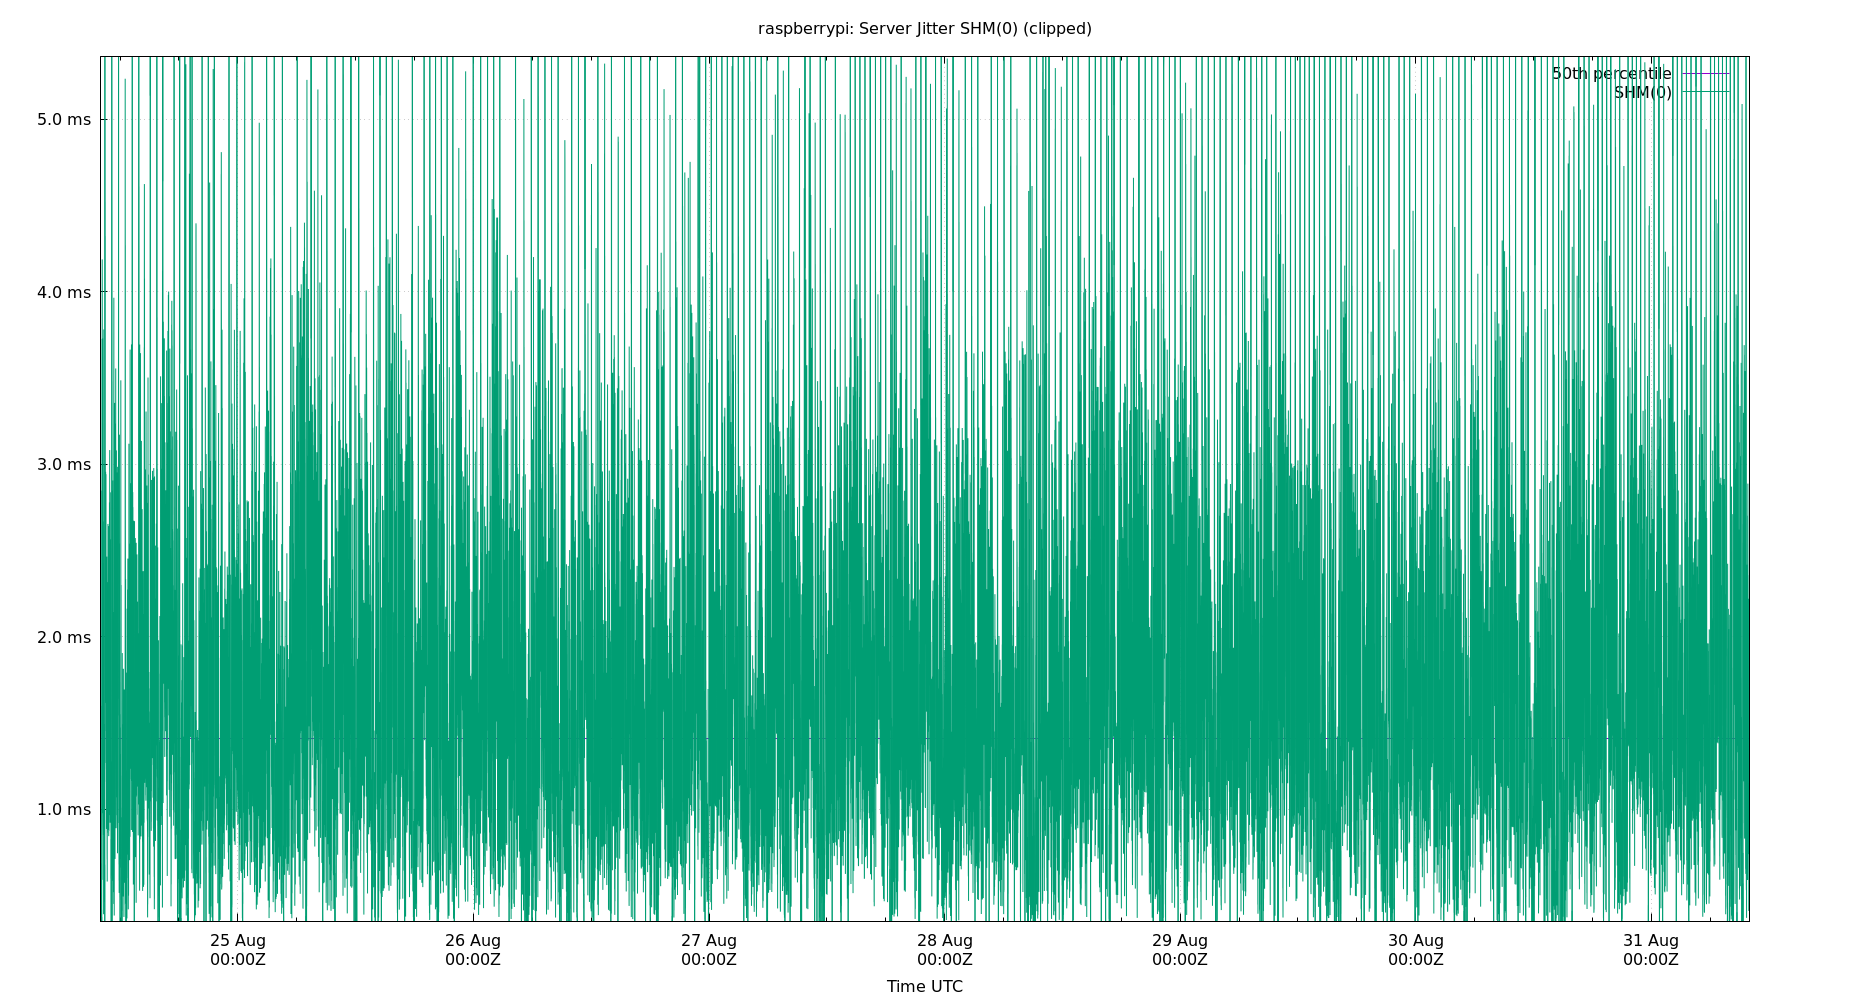 raspberrypi: Server Jitter SHM(0) (clipped)
50th percentile
SHM(0)
5.0 ms
4.0 ms
3.0 ms
2.0 ms
1.0 ms
25 Aug 26 Aug 27 Aug 28 Aug 29 Aug 30 Aug 31 Aug
00:00Z 00:00Z 00:00Z 00:00Z 00:00Z 00:00Z 00:00Z
Time UTC